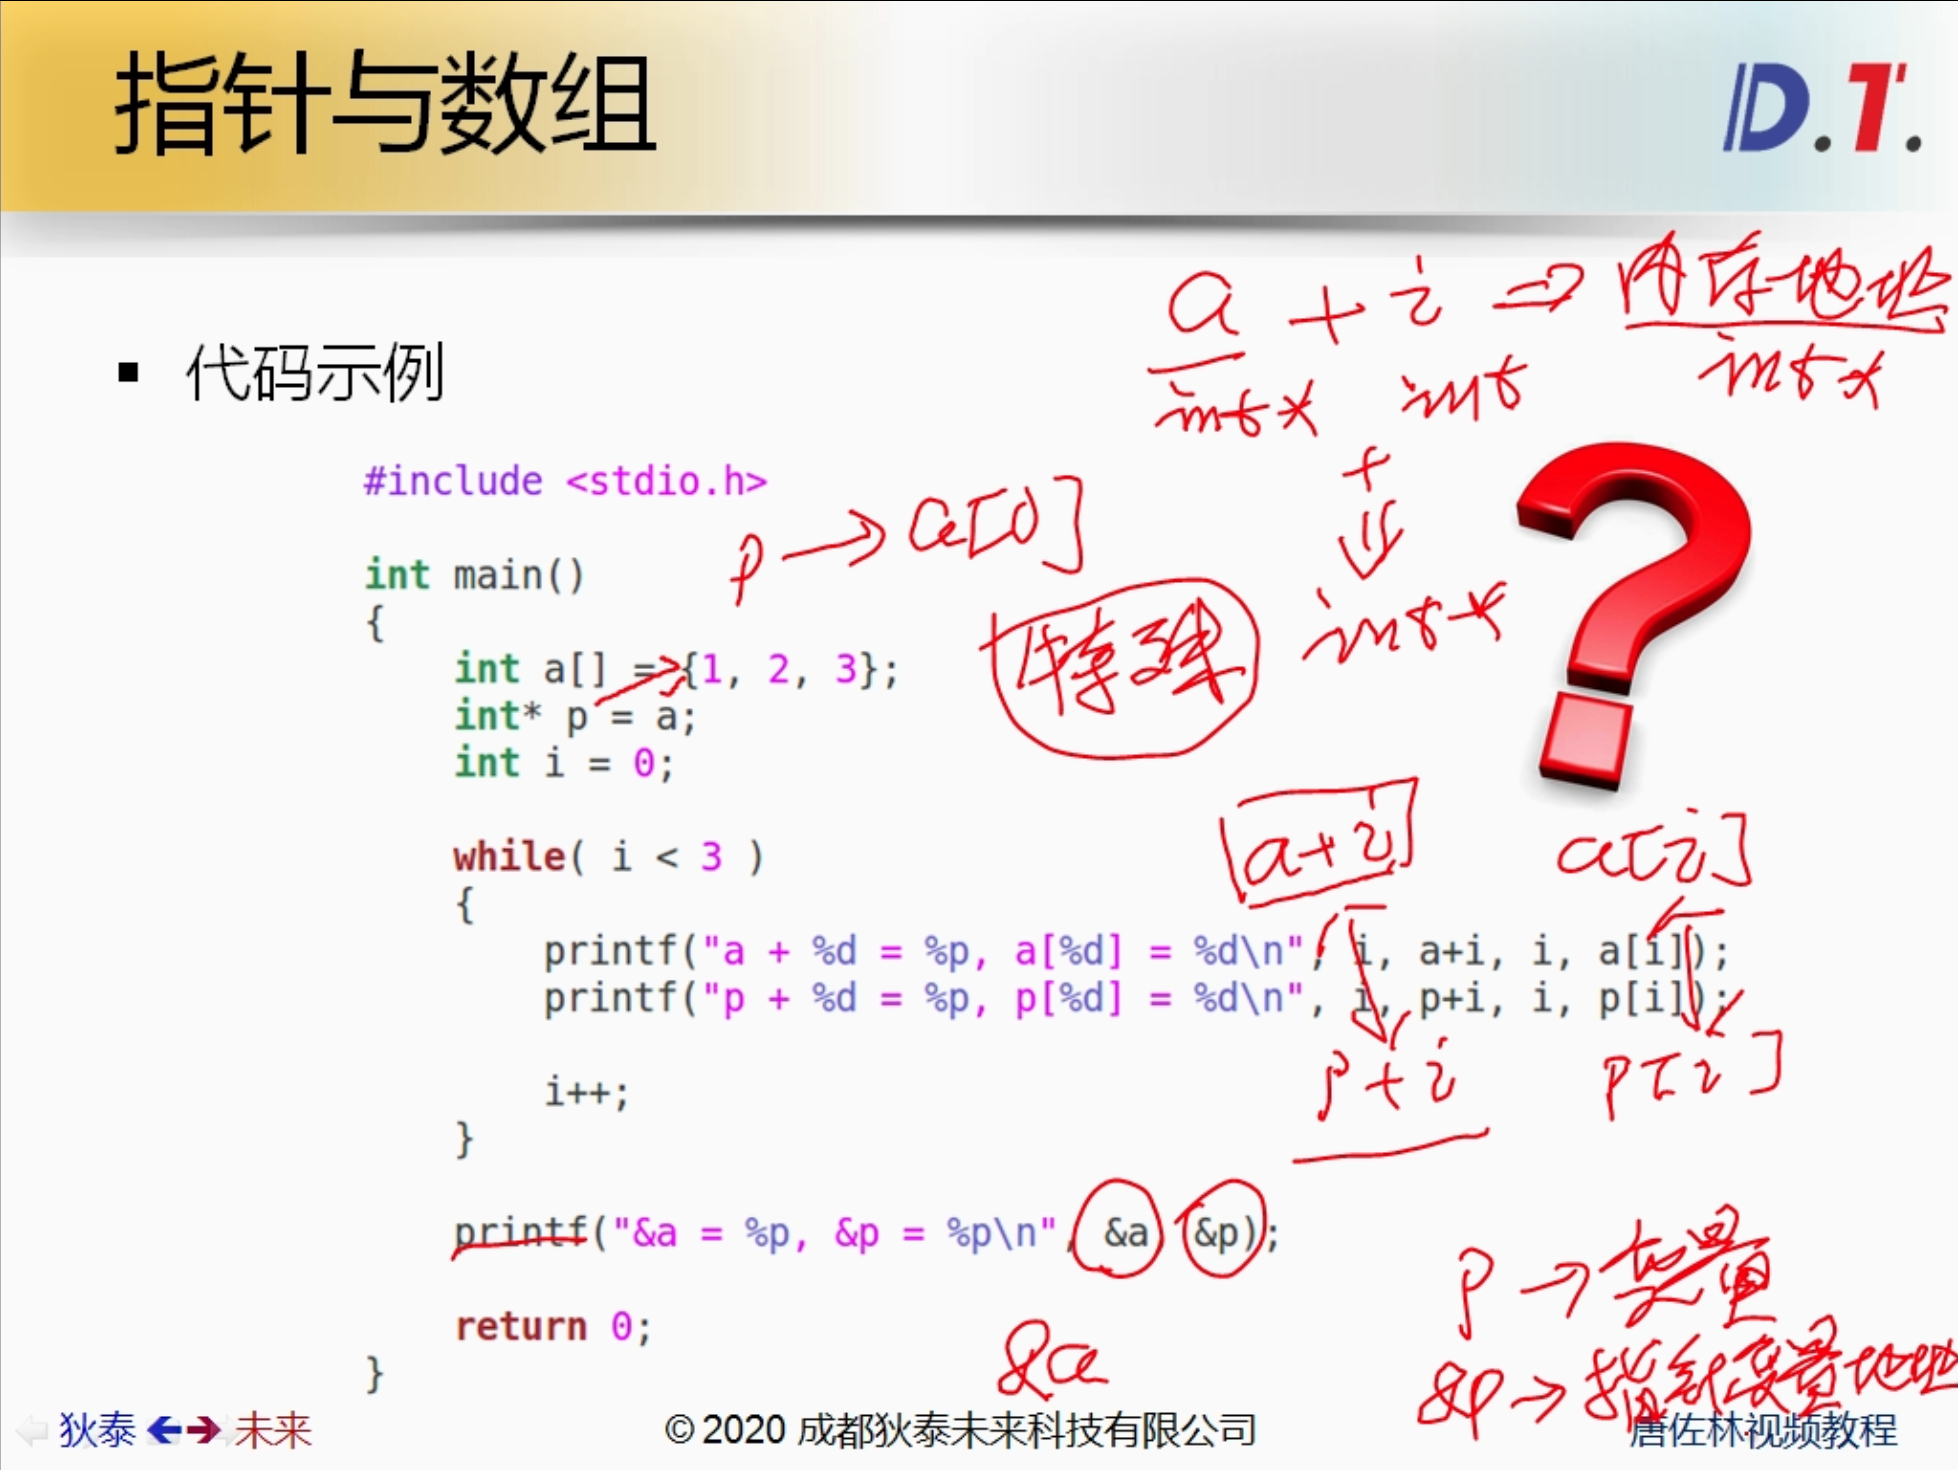 指针与数组
D.T.
a + i ⇒ 内存地址
int* int int*
▪ 代码示例
+
⇓
int*
#include <stdio.h>
p → a[0]
int main()
{
特殊
int a[] = {1, 2, 3};
int* p = a;
int i = 0;
a+i a[i]
while( i < 3 )
{
printf("a + %d = %p, a[%d] = %d\n", i, a+i, i, a[i]);
printf("p + %d = %p, p[%d] = %d\n", i, p+i, i, p[i]);
p+i p[i]
i++;
}
printf("&a = %p, &p = %p\n", &a, &p);
p → 变量
return 0;
&a
&p → 指针变量地址
}
狄泰 未来
© 2020 成都狄泰未来科技有限公司
唐佐林视频教程